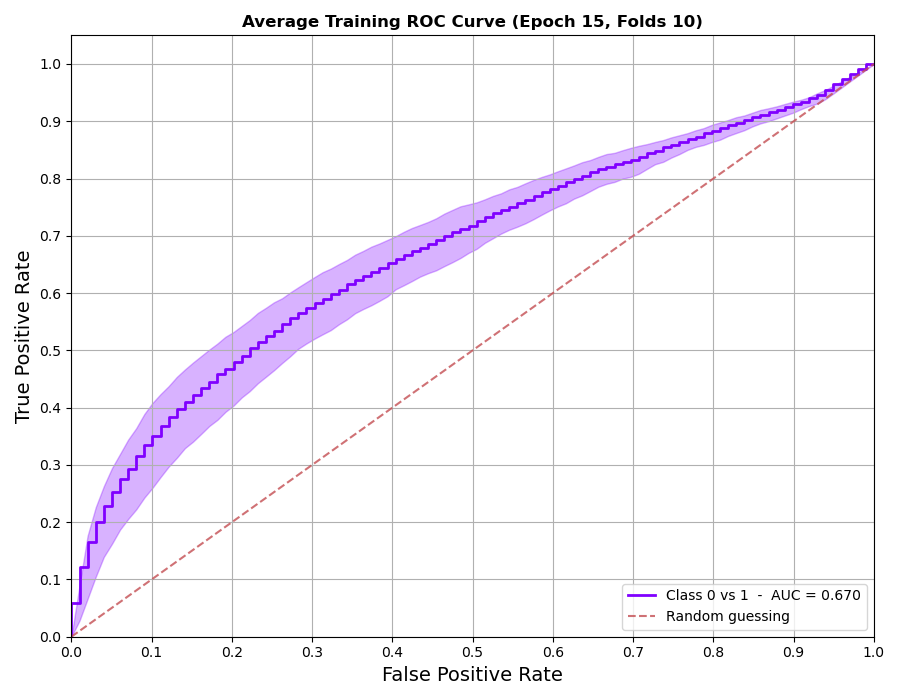 Average Training ROC Curve (Epoch 15, Folds 10)
True Positive Rate
1.0
0.9
0.8
0.7
0.6
0.5
0.4
0.3
0.2
0.1
0.0
Class 0 vs 1 - AUC = 0.670
Random guessing
0.0 0.1 0.2 0.3 0.4 0.5 0.6 0.7 0.8 0.9 1.0
False Positive Rate